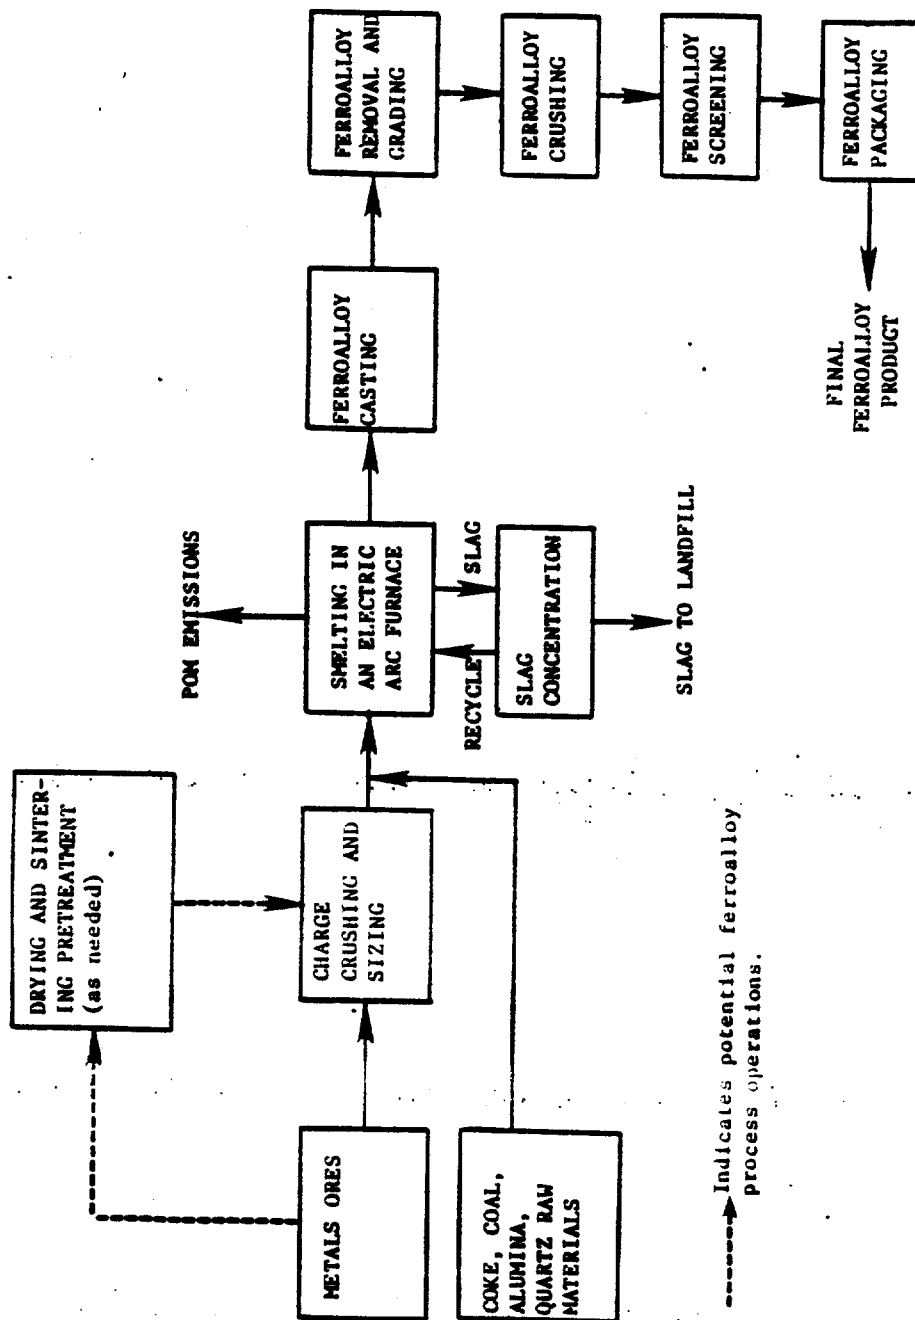 DRYING AND SINTER-
ING PRETREATMENT
(as needed)
METALS ORES
CHARGE
CRUSHING AND
SIZING
COKE, COAL,
ALUMINA,
QUARTZ RAW
MATERIALS
POM EMISSIONS
SMELTING IN
AN ELECTRIC
ARC FURNACE
RECYCLE
SLAG
SLAG
CONCENTRATION
SLAG TO LANDFILL
FERROALLOY
CASTING
FERROALLOY
REMOVAL AND
GRADING
FERROALLOY
CRUSHING
FERROALLOY
SCREENING
FERROALLOY
PACKAGING
FINAL
FERROALLOY
PRODUCT
Indicates potential ferroalloy
process operations.